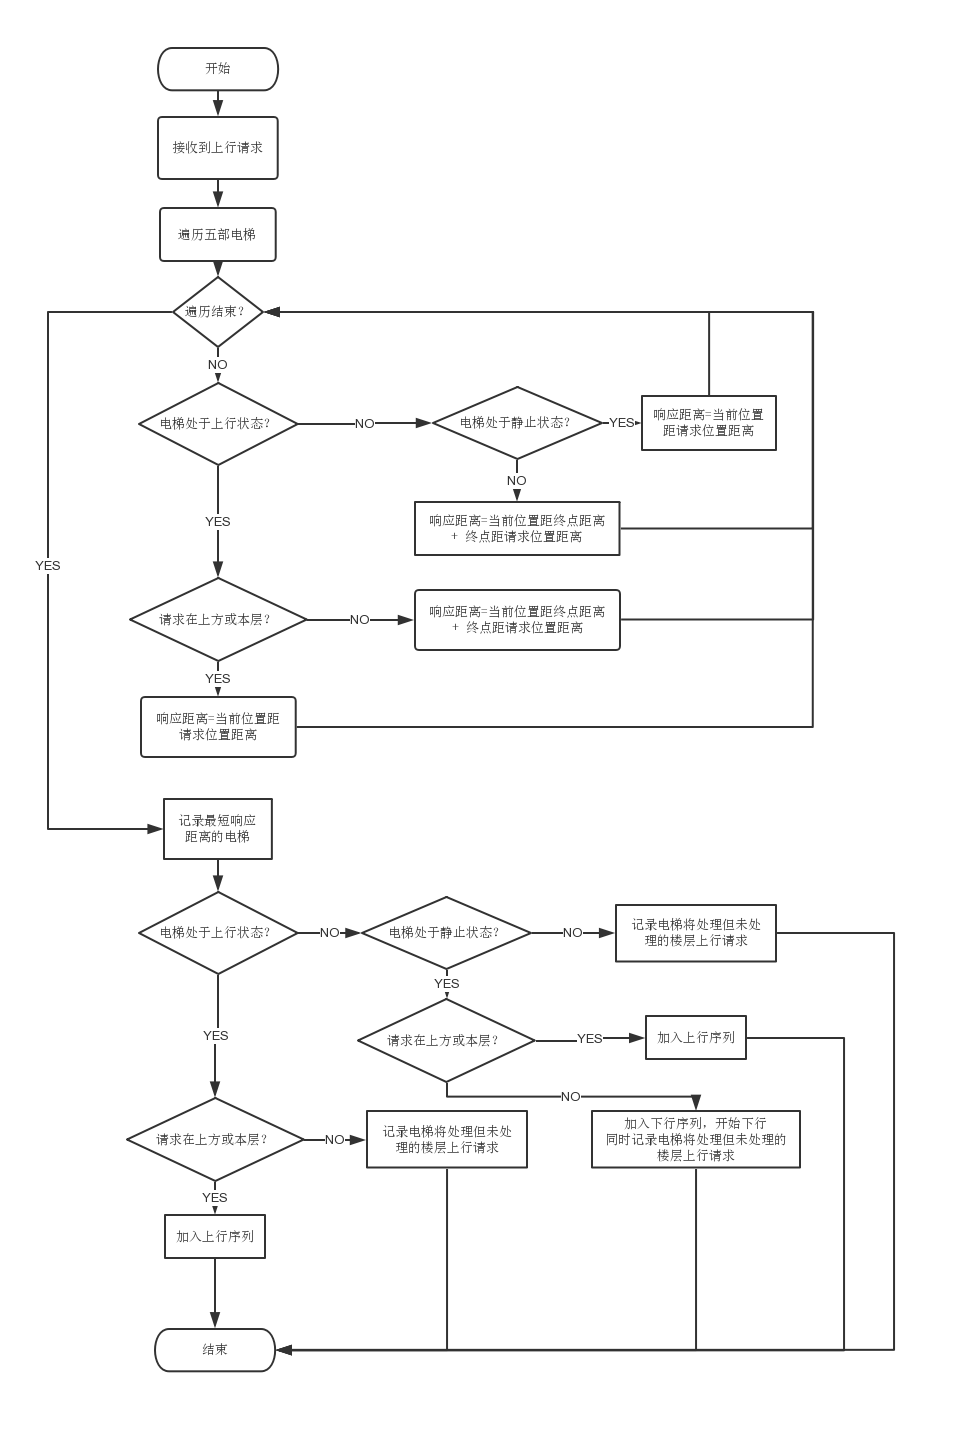 开始
接收到上行请求
遍历五部电梯
遍历结束?
NO
电梯处于上行状态?
NO
电梯处于静止状态?
YES
响应距离=当前位置
距请求位置距离
NO
响应距离=当前位置距终点距离
+ 终点距请求位置距离
YES
YES
请求在上方或本层?
NO
响应距离=当前位置距终点距离
+ 终点距请求位置距离
YES
响应距离=当前位置距
请求位置距离
记录最短响应
距离的电梯
电梯处于上行状态?
NO
电梯处于静止状态?
NO
记录电梯将处理但未处
理的楼层上行请求
YES
YES
请求在上方或本层?
YES
加入上行序列
NO
请求在上方或本层?
NO
记录电梯将处理但未处
理的楼层上行请求
加入下行序列，开始下行
同时记录电梯将处理但未处理的
楼层上行请求
YES
加入上行序列
结束